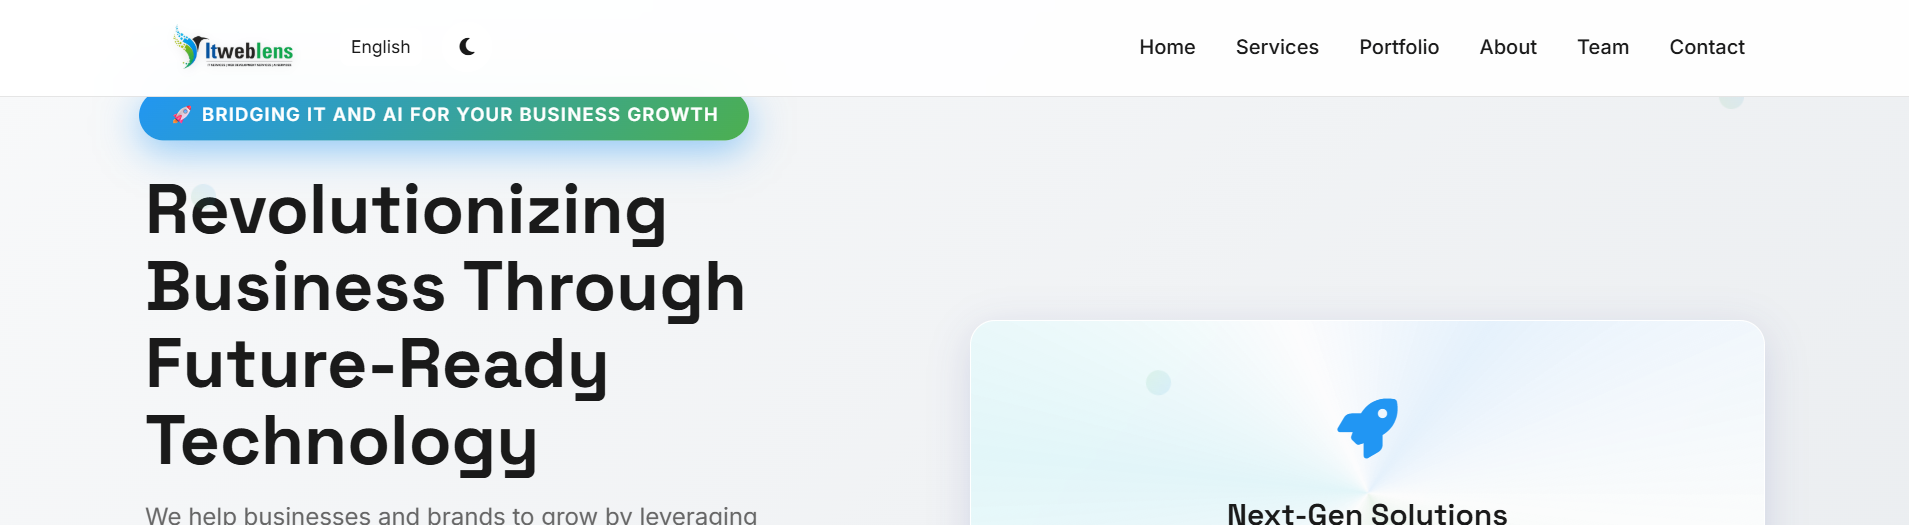 Itweblens
English
Home Services Portfolio About Team Contact
🚀 BRIDGING IT AND AI FOR YOUR BUSINESS GROWTH
Revolutionizing
Business Through
Future-Ready
Technology
We help businesses and brands to grow by leveraging
Next-Gen Solutions